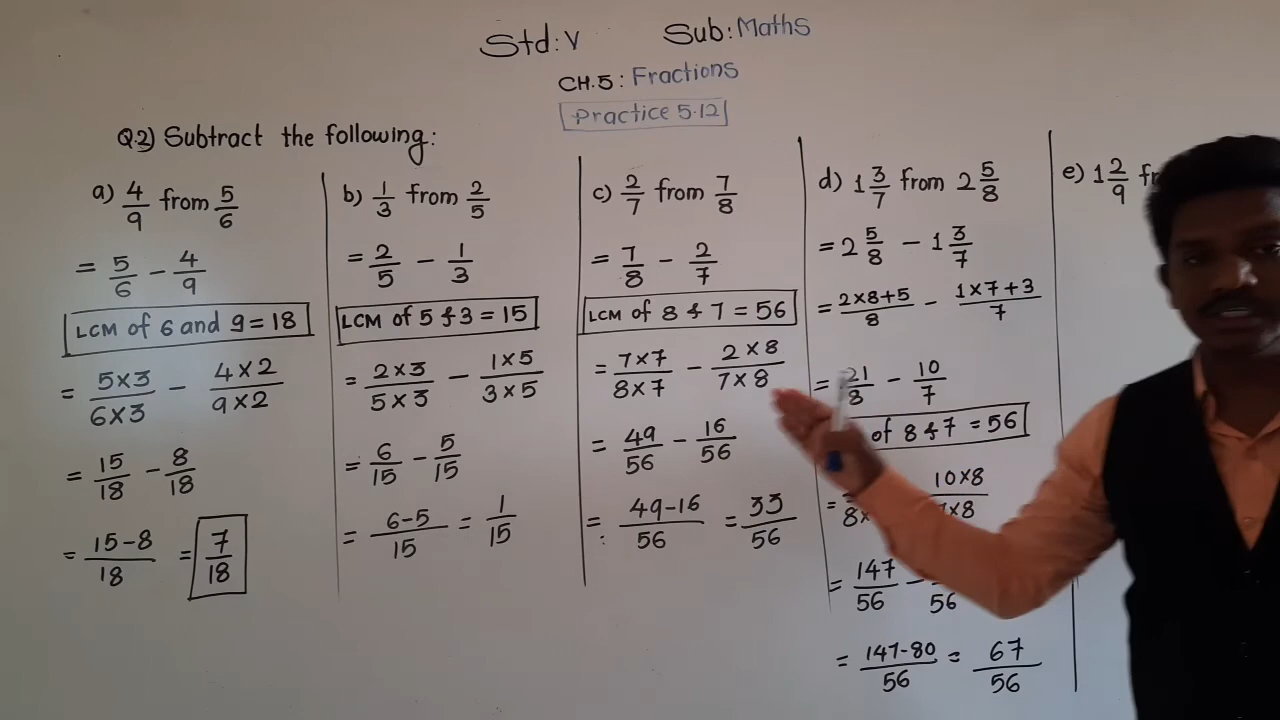 Std: V Sub: Maths
CH.5: Fractions
Practice 5.12
Q.2) Subtract the following:
a) 4/9 from 5/6
= 5/6 - 4/9
LCM of 6 and 9 = 18
= 5×3/6×3 - 4×2/9×2
= 15/18 - 8/18
= 15-8/18 = 7/18
b) 1/3 from 2/5
= 2/5 - 1/3
LCM of 5 & 3 = 15
= 2×3/5×3 - 1×5/3×5
= 6/15 - 5/15
= 6-5/15 = 1/15
c) 2/7 from 7/8
= 7/8 - 2/7
LCM of 8 & 7 = 56
= 7×7/8×7 - 2×8/7×8
= 49/56 - 16/56
= 49-16/56 = 33/56
d) 1 3/7 from 2 5/8
= 2 5/8 - 1 3/7
= 2×8+5/8 - 1×7+3/7
= 21/8 - 10/7
of 8 & 7 = 56
= 8× 10×8/7×8
= 147/56 - /56
= 147-80/56 = 67/56
e) 1 2/9